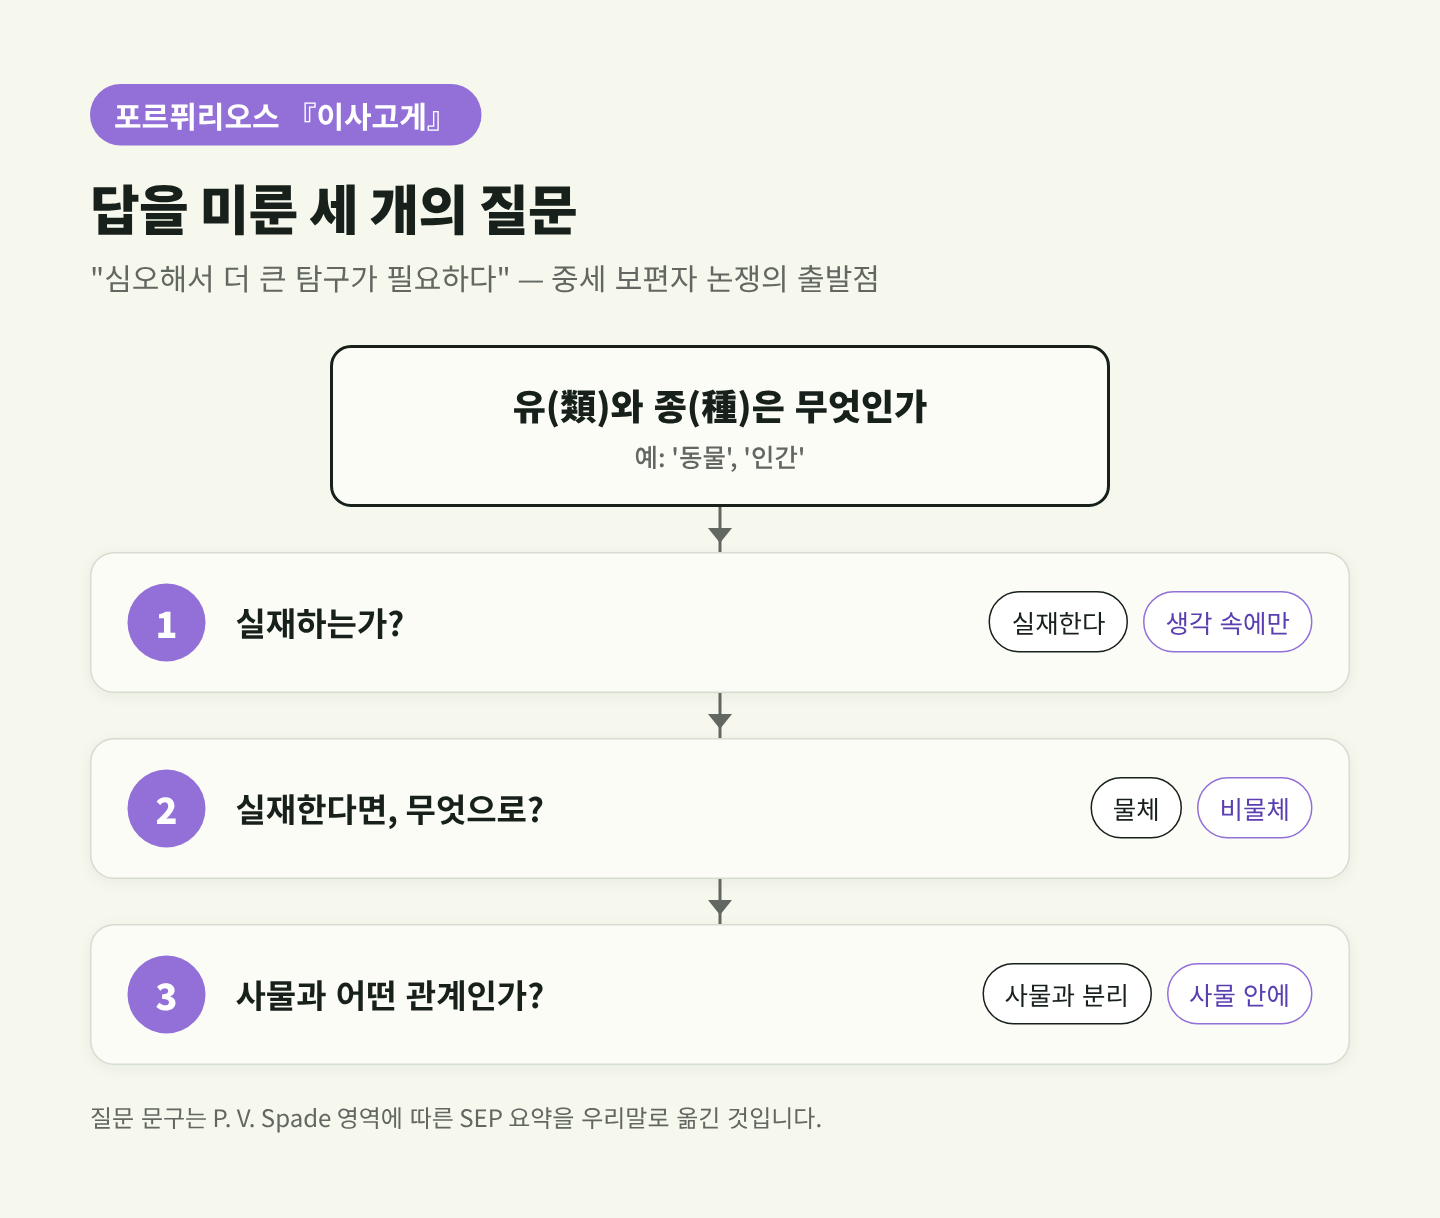 포르퓌리오스 『이사고게』
답을 미룬 세 개의 질문
"심오해서 더 큰 탐구가 필요하다" — 중세 보편자 논쟁의 출발점
유(類)와 종(種)은 무엇인가
예: '동물', '인간'
1 실재하는가? 실재한다 생각 속에만
2 실재한다면, 무엇으로? 물체 비물체
3 사물과 어떤 관계인가? 사물과 분리 사물 안에
질문 문구는 P. V. Spade 영역에 따른 SEP 요약을 우리말로 옮긴 것입니다.